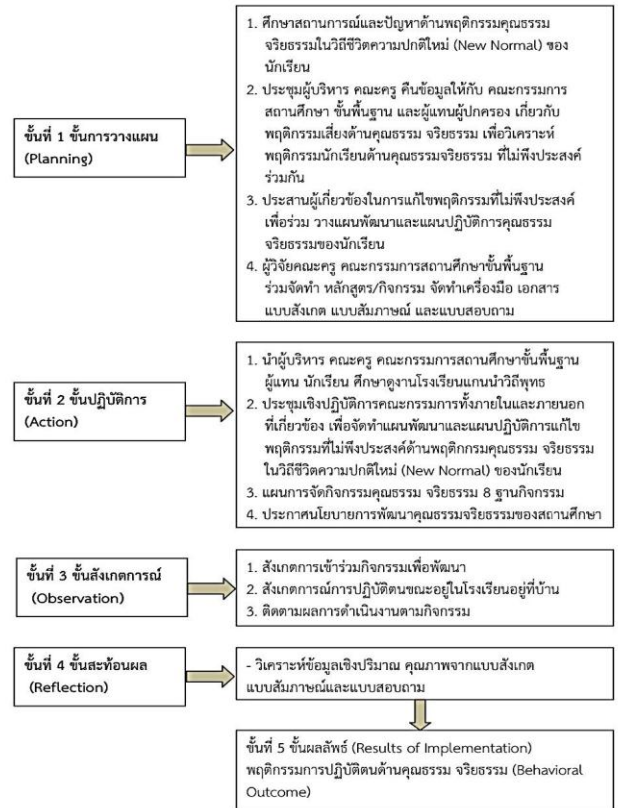 ขั้นที่ 1 ขั้นการวางแผน
(Planning)
1. ศึกษาสถานการณ์และปัญหาด้านพฤติกรรมคุณธรรม
จริยธรรมในวิถีชีวิตความปกติใหม่ (New Normal) ของ
นักเรียน
2. ประชุมผู้บริหาร คณะครู คืนข้อมูลให้กับ คณะกรรมการ
สถานศึกษา ขั้นพื้นฐาน และผู้แทนผู้ปกครอง เกี่ยวกับ
พฤติกรรมเสี่ยงด้านคุณธรรม จริยธรรม เพื่อวิเคราะห์
พฤติกรรมนักเรียนด้านคุณธรรมจริยธรรม ที่ไม่พึงประสงค์
ร่วมกัน
3. ประสานผู้เกี่ยวข้องในการแก้ไขพฤติกรรมที่ไม่พึงประสงค์
เพื่อร่วม วางแผนพัฒนาและแผนปฏิบัติการคุณธรรม
จริยธรรมของนักเรียน
4. ผู้วิจัยคณะครู คณะกรรมการสถานศึกษาขั้นพื้นฐาน
ร่วมจัดทำ หลักสูตร/กิจกรรม จัดทำเครื่องมือ เอกสาร
แบบสังเกต แบบสัมภาษณ์ และแบบสอบถาม
ขั้นที่ 2 ขั้นปฏิบัติการ
(Action)
1. นำผู้บริหาร คณะครู คณะกรรมการสถานศึกษาขั้นพื้นฐาน
ผู้แทน นักเรียน ศึกษาดูงานโรงเรียนแกนนำวิถีพุทธ
2. ประชุมเชิงปฏิบัติการคณะกรรมการทั้งภายในและภายนอก
ที่เกี่ยวข้อง เพื่อจัดทำแผนพัฒนาและแผนปฏิบัติการแก้ไข
พฤติกรรมที่ไม่พึงประสงค์ด้านพฤติกกรมคุณธรรม จริยธรรม
ในวิถีชีวิตความปกติใหม่ (New Normal) ของนักเรียน
3. แผนการจัดกิจกรรมคุณธรรม จริยธรรม 8 ฐานกิจกรรม
4. ประกาศนโยบายการพัฒนาคุณธรรมจริยธรรมของสถานศึกษา
ขั้นที่ 3 ขั้นสังเกตการณ์
(Observation)
1. สังเกตการเข้าร่วมกิจกรรมเพื่อพัฒนา
2. สังเกตการณ์การปฏิบัติตนขณะอยู่ในโรงเรียนอยู่ที่บ้าน
3. ติดตามผลการดำเนินงานตามกิจกรรม
ขั้นที่ 4 ขั้นสะท้อนผล
(Reflection)
- วิเคราะห์ข้อมูลเชิงปริมาณ คุณภาพจากแบบสังเกต
แบบสัมภาษณ์และแบบสอบถาม
ขั้นที่ 5 ขั้นผลลัพธ์ (Results of Implementation)
พฤติกรรมการปฏิบัติตนด้านคุณธรรม จริยธรรม (Behavioral
Outcome)